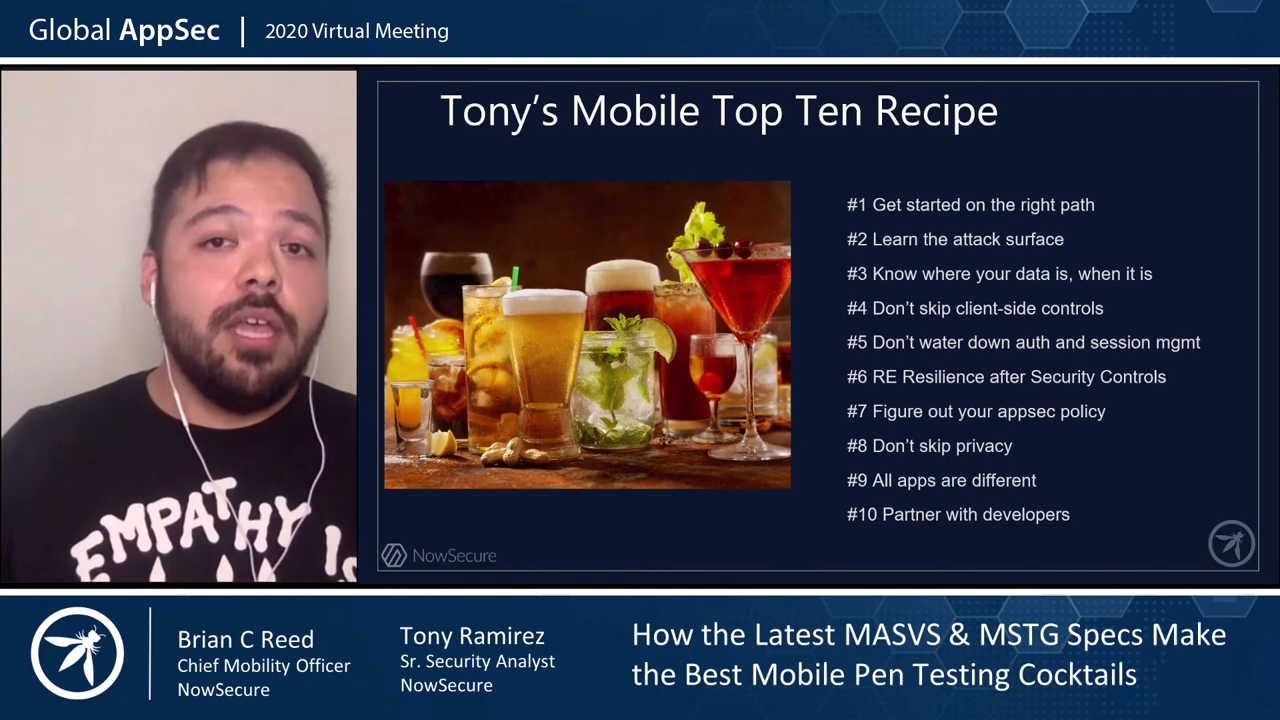 Global AppSec | 2020 Virtual Meeting
Tony's Mobile Top Ten Recipe
#1 Get started on the right path
#2 Learn the attack surface
#3 Know where your data is, when it is
#4 Don't skip client-side controls
#5 Don't water down auth and session mgmt
#6 RE Resilience after Security Controls
#7 Figure out your appsec policy
#8 Don't skip privacy
#9 All apps are different
#10 Partner with developers
NowSecure
EMPATHY IS
Brian C Reed
Chief Mobility Officer
NowSecure
Tony Ramirez
Sr. Security Analyst
NowSecure
How the Latest MASVS & MSTG Specs Make
the Best Mobile Pen Testing Cocktails